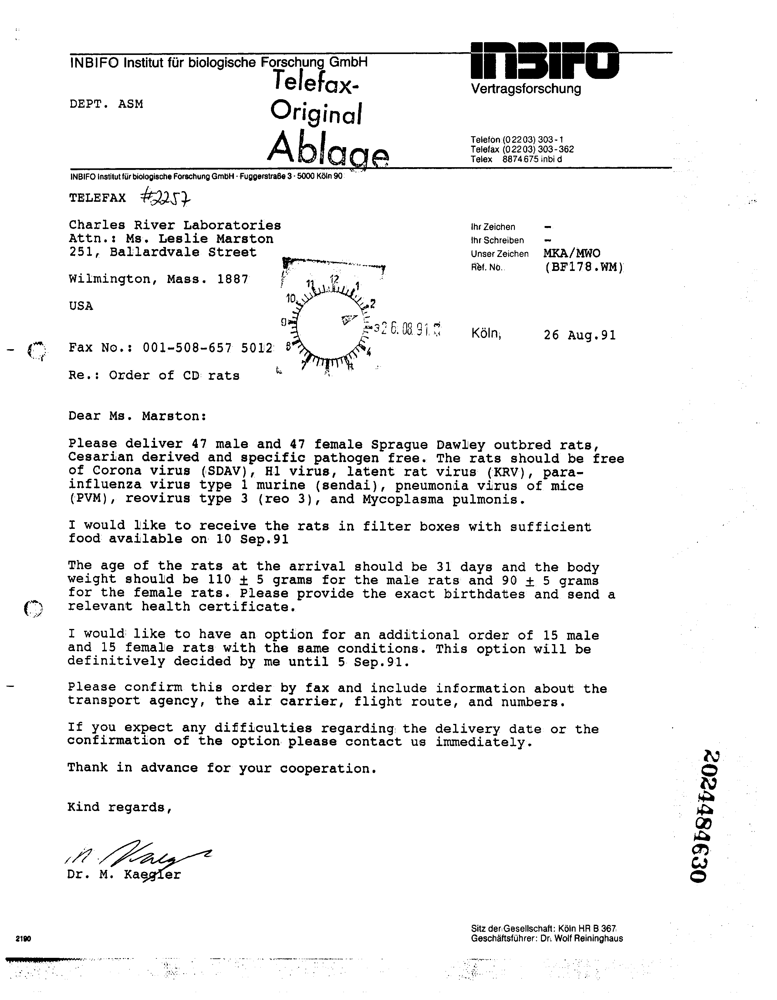 INBIFO Institut für biologische Forschung GmbH
INBIFO
Vertragsforschung
Telefax-
Original
Ablage
DEPT. ASM
Telefon (0 22 03) 303 - 1
Telefax (0 22 03) 303 - 362
Telex 8 874 675 inbi d
INBIFO Institut für biologische Forschung GmbH · Fuggerstraße 3 · 5000 Köln 90
TELEFAX #2257
Charles River Laboratories
Attn.: Ms. Leslie Marston
251, Ballardvale Street
Wilmington, Mass. 1887
USA
Ihr Zeichen –
Ihr Schreiben –
Unser Zeichen MKA/MWO
Ref. No. (BF178.WM)
10 11 12 1 2 4 7 8 9
26.08.91
Köln, 26 Aug.91
Fax No.: 001-508-657 5012
Re.: Order of CD rats
Dear Ms. Marston:
Please deliver 47 male and 47 female Sprague Dawley outbred rats,
Cesarian derived and specific pathogen free. The rats should be free
of Corona virus (SDAV), H1 virus, latent rat virus (KRV), para-
influenza virus type 1 murine (sendai), pneumonia virus of mice
(PVM), reovirus type 3 (reo 3), and Mycoplasma pulmonis.
I would like to receive the rats in filter boxes with sufficient
food available on 10 Sep.91
The age of the rats at the arrival should be 31 days and the body
weight should be 110 ± 5 grams for the male rats and 90 ± 5 grams
for the female rats. Please provide the exact birthdates and send a
relevant health certificate.
I would like to have an option for an additional order of 15 male
and 15 female rats with the same conditions. This option will be
definitively decided by me until 5 Sep.91.
Please confirm this order by fax and include information about the
transport agency, the air carrier, flight route, and numbers.
If you expect any difficulties regarding the delivery date or the
confirmation of the option please contact us immediately.
Thank in advance for your cooperation.
Kind regards,
Dr. M. Kaegler
2024484630
Sitz der Gesellschaft: Köln HR B 367
Geschäftsführer: Dr. Wolf Reininghaus
2190